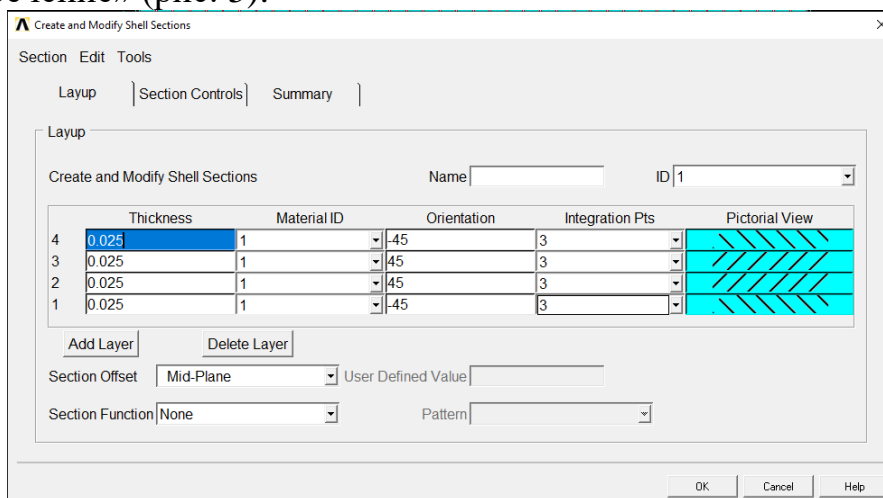 (рис. 3).
Create and Modify Shell Sections
Section Edit Tools
Layup Section Controls Summary
Layup
Create and Modify Shell Sections Name ID 1
Thickness Material ID Orientation Integration Pts Pictorial View
4 0.025 1 -45 3
3 0.025 1 45 3
2 0.025 1 45 3
1 0.025 1 -45 3
Add Layer Delete Layer
Section Offset Mid-Plane User Defined Value
Section Function None Pattern
OK Cancel Help